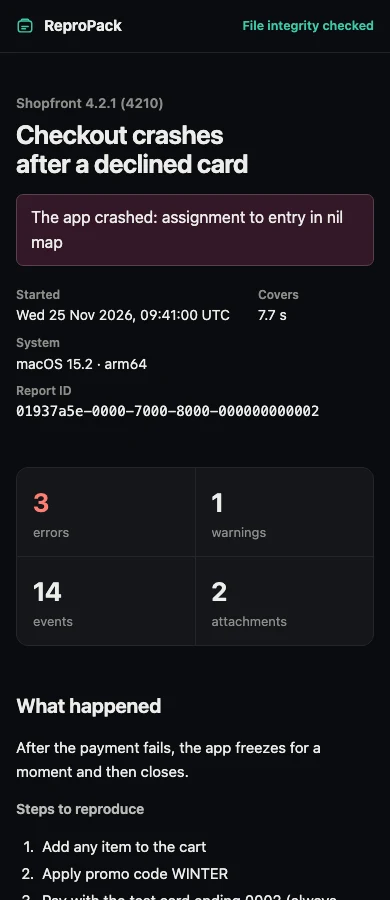 ReproPack
File integrity checked
Shopfront 4.2.1 (4210)
Checkout crashes
after a declined card
The app crashed: assignment to entry in nil
map
Started
Covers
Wed 25 Nov 2026, 09:41:00 UTC
7.7 s
System
macOS 15.2 · arm64
Report ID
01937a5e-0000-7000-8000-000000000002
3
errors
1
warnings
14
events
2
attachments
What happened
After the payment fails, the app freezes for a
moment and then closes.
Steps to reproduce
1. Add any item to the cart
2. Apply promo code WINTER
3. Pay with the test card ending 0002 (always